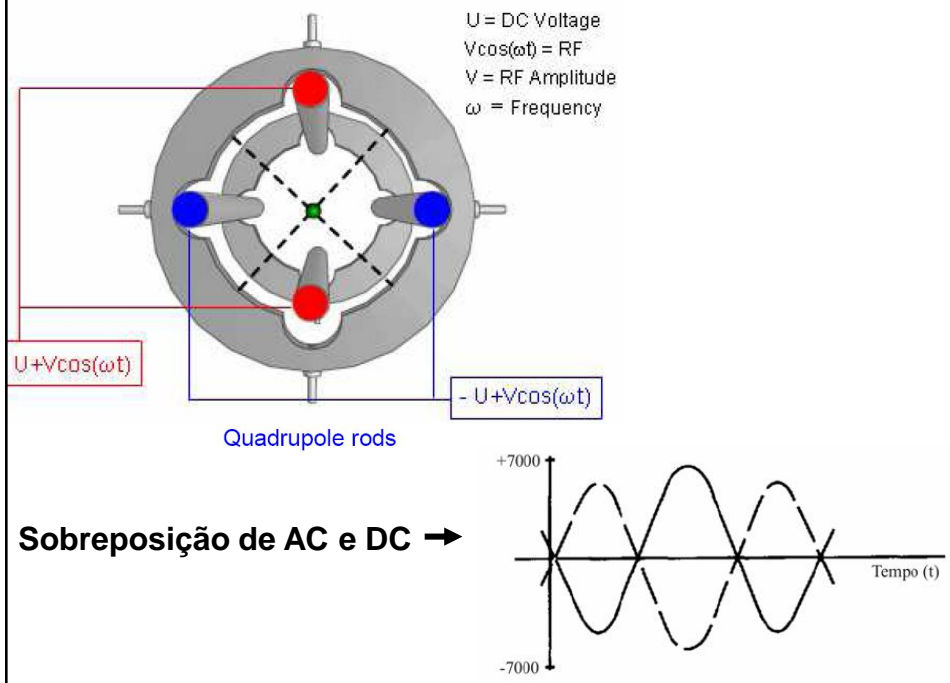 U = DC Voltage
Vcos(ωt) = RF
V = RF Amplitude
ω = Frequency
U+Vcos(ωt)
- U+Vcos(ωt)
Quadrupole rods
+7000
Sobreposição de AC e DC →
Tempo (t)
-7000